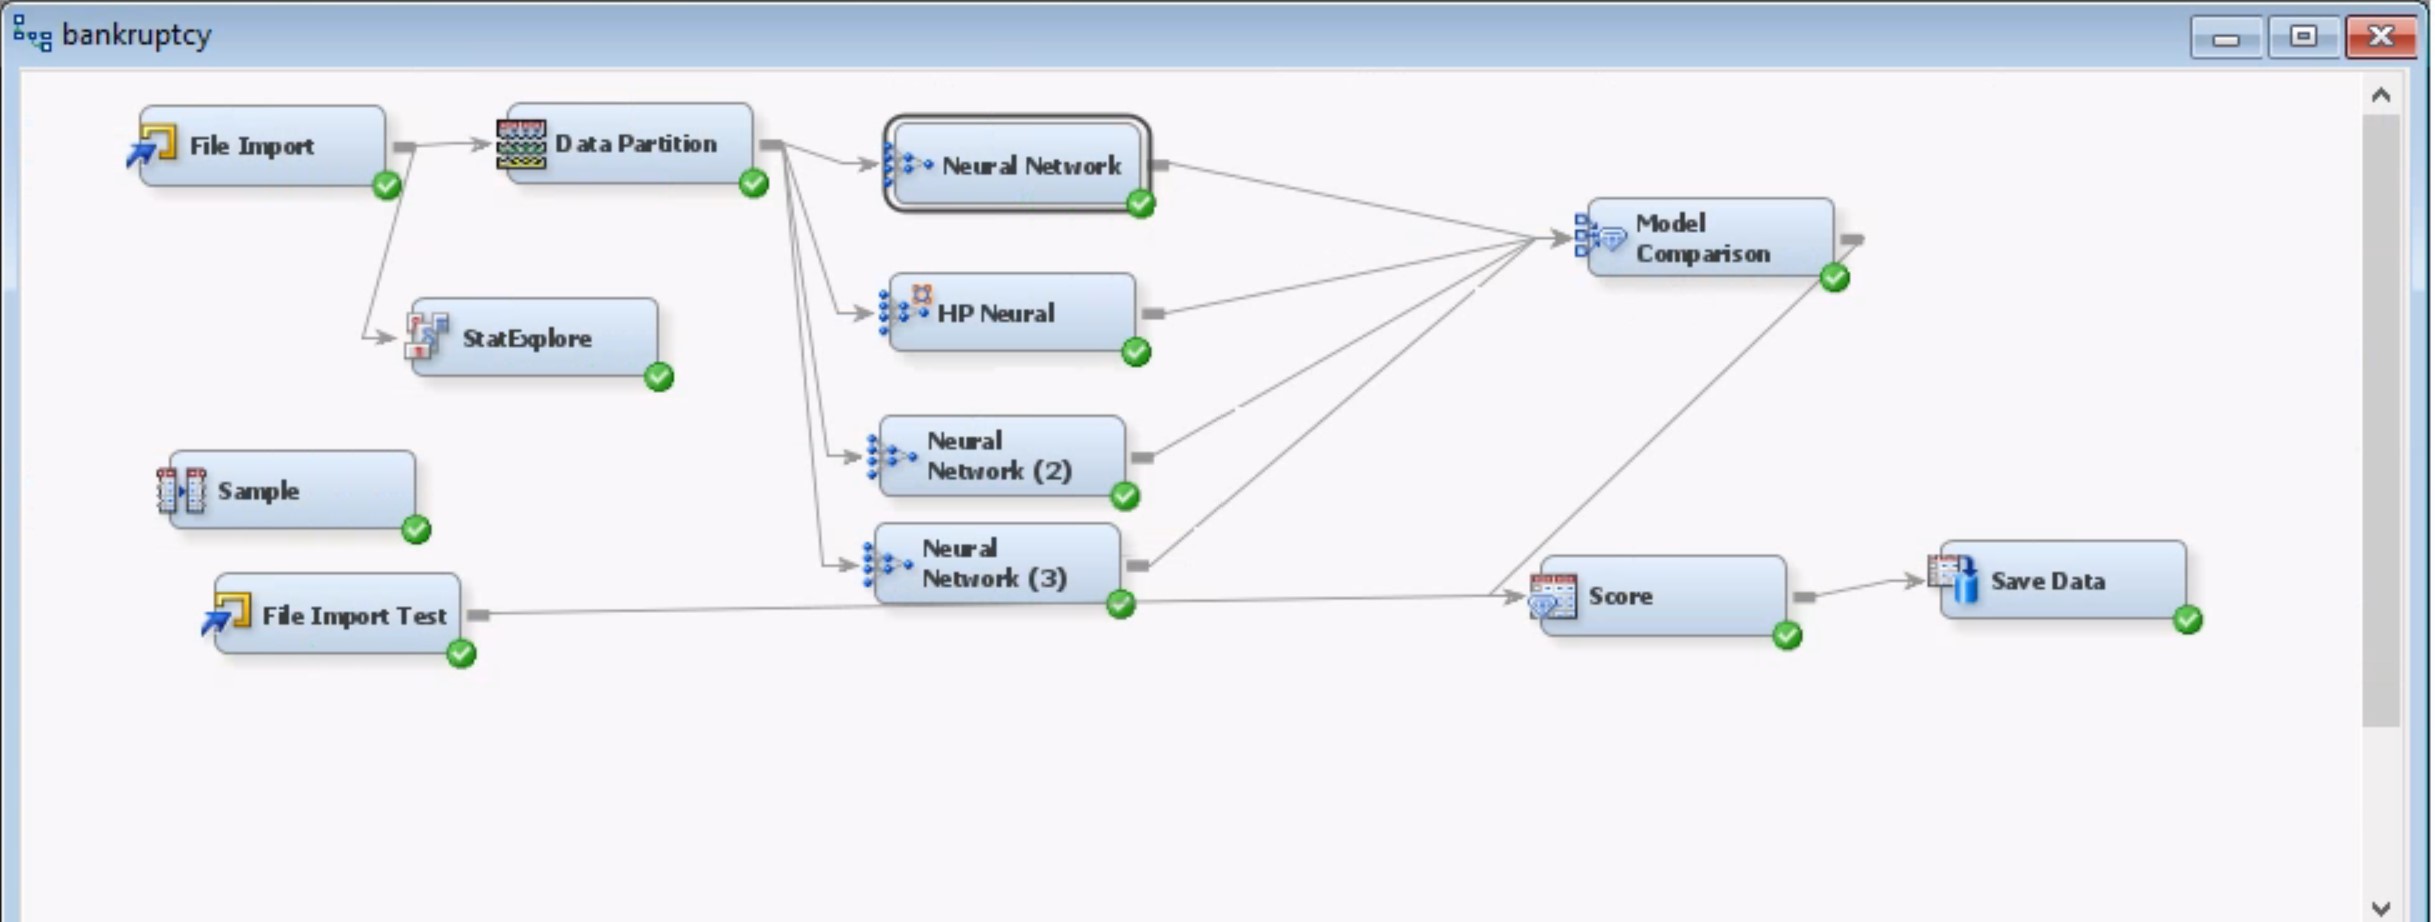 bankruptcy
File Import
Data Partition
Neural Network
Model
Comparison
HP Neural
StatExplore
Neural
Network (2)
Sample
Neural
Network (3)
File Import Test
Score
Save Data